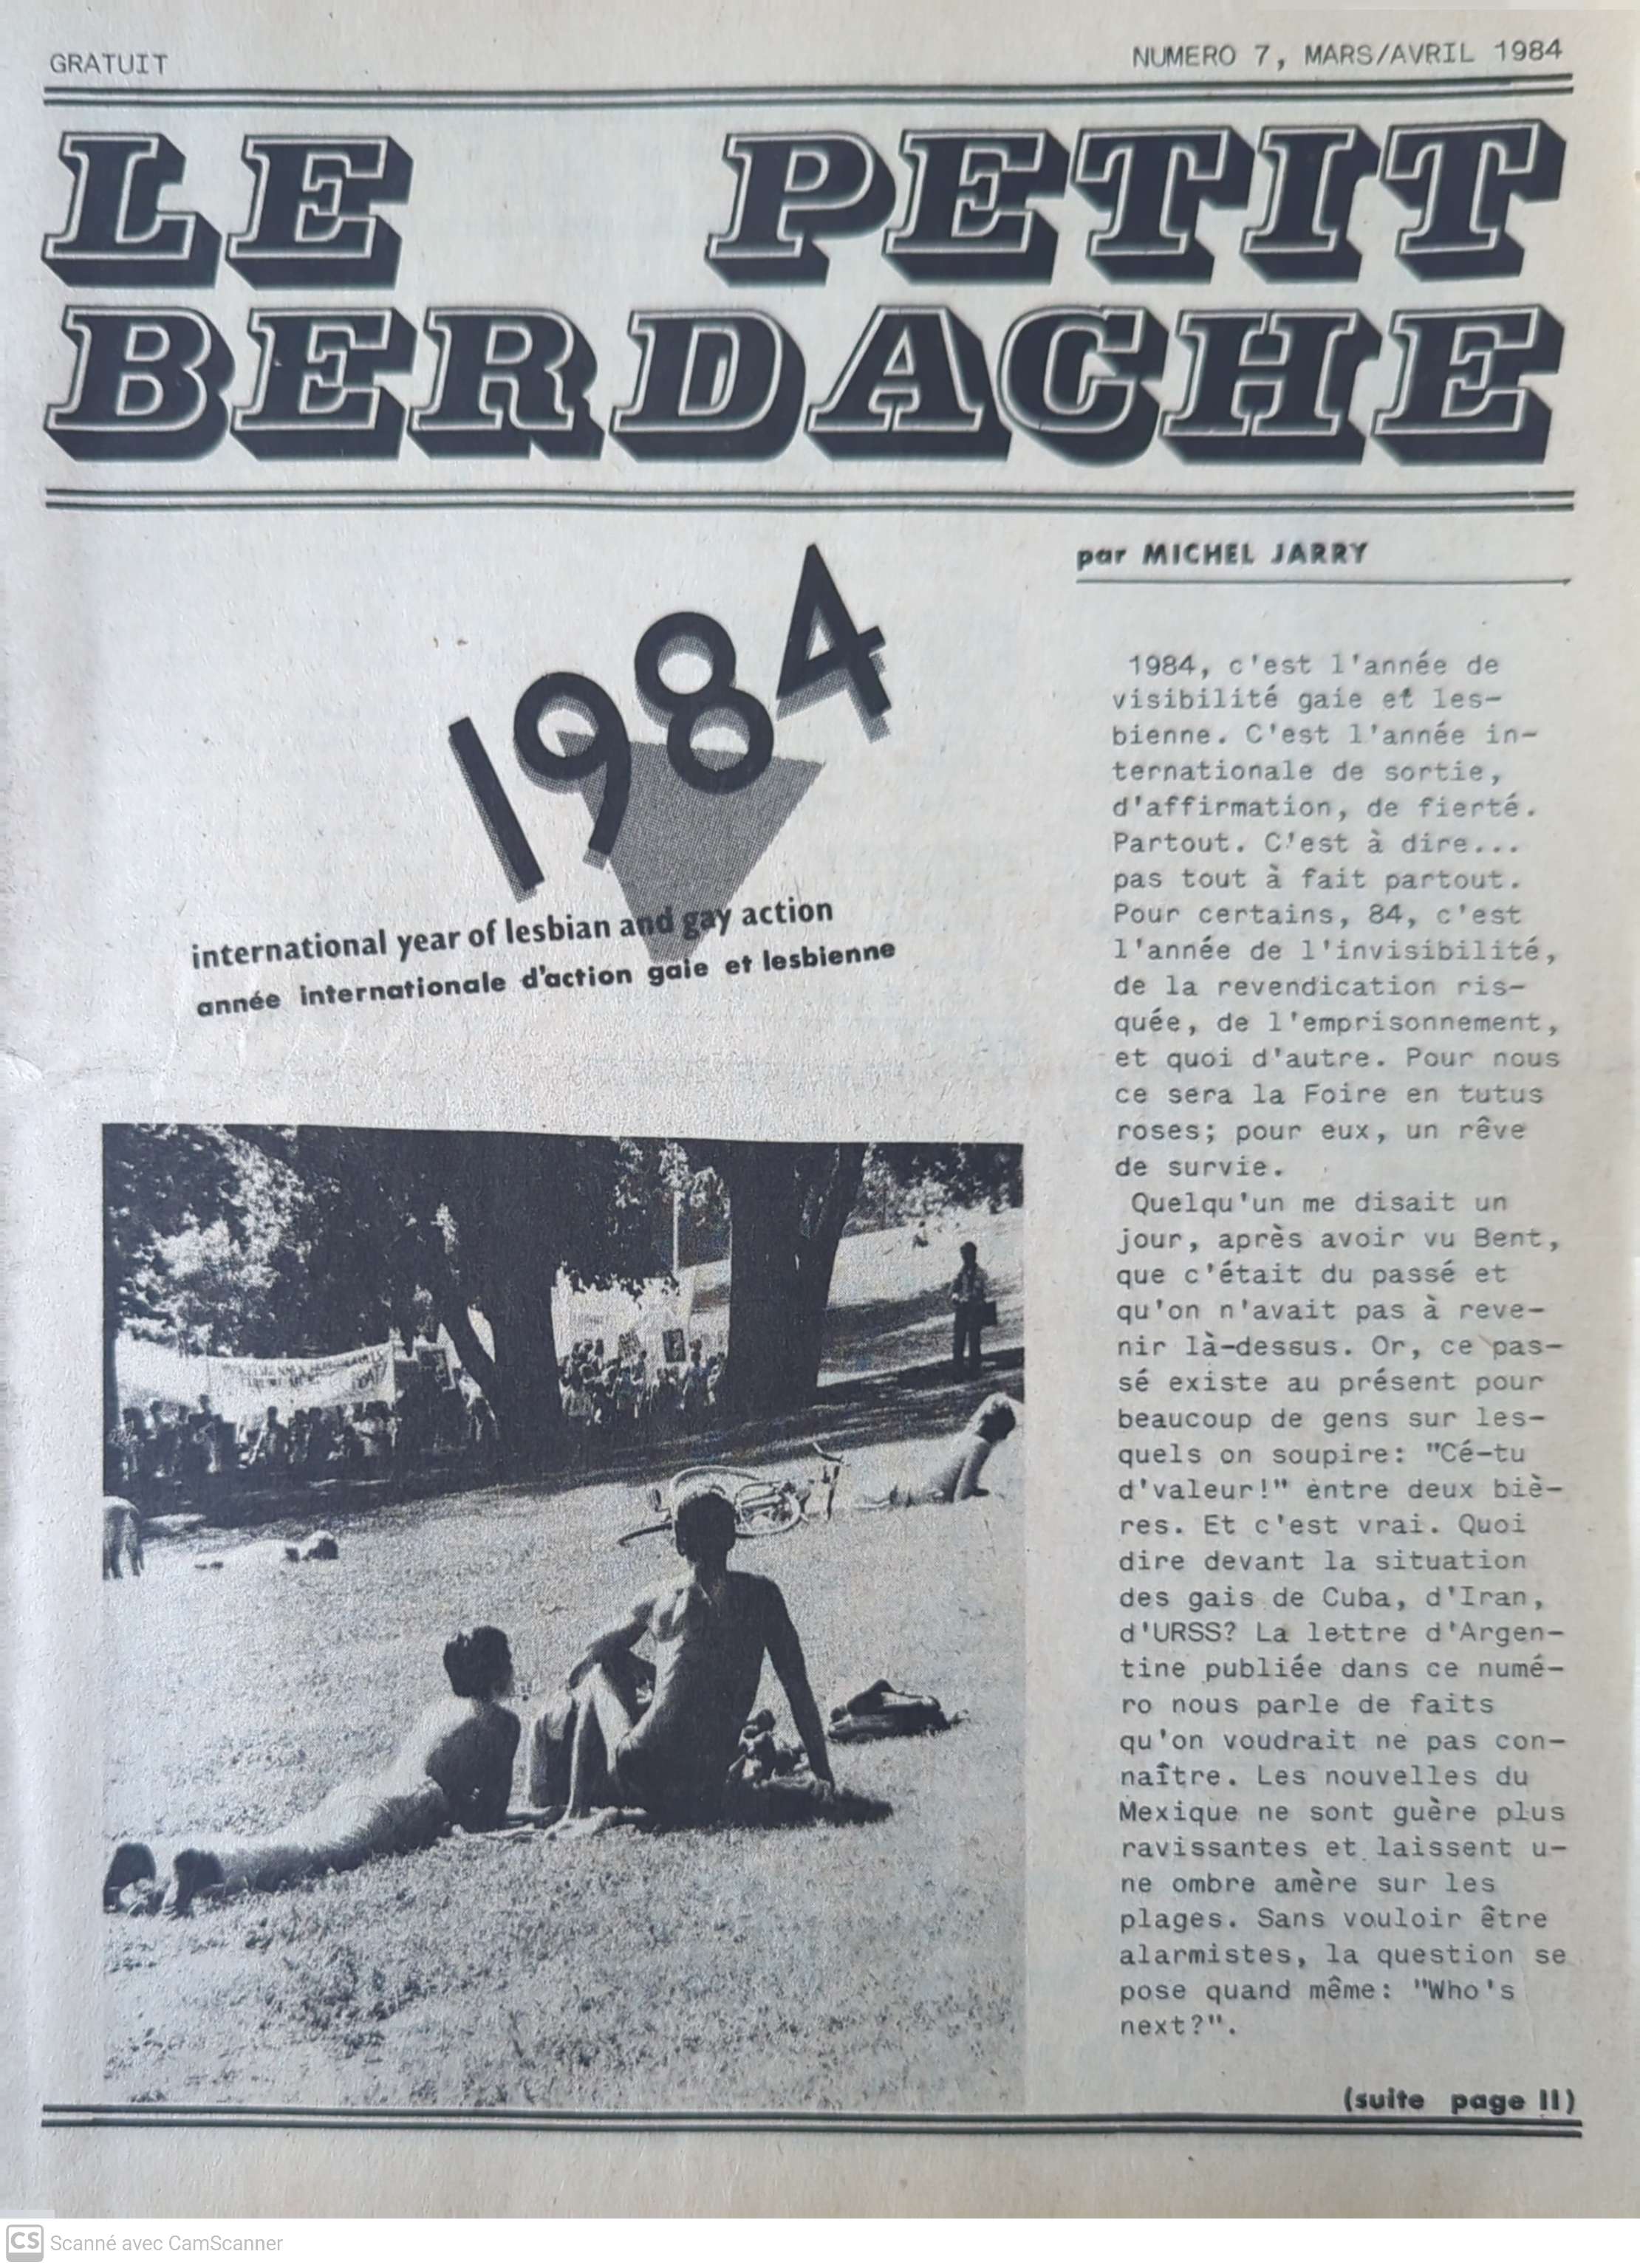 GRATUIT
NUMERO 7, MARS/AVRIL 1984
LE PETIT
BERDACHE
1984
international year of lesbian and gay action
année internationale d'action gaie et lesbienne
par MICHEL JARRY
1984, c'est l'année de
visibilité gaie et les-
bienne. C'est l'année in-
ternationale de sortie,
d'affirmation, de fierté.
Partout. C'est à dire...
pas tout à fait partout.
Pour certains, 84, c'est
l'année de l'invisibilité,
de la revendication ris-
quée, de l'emprisonnement,
et quoi d'autre. Pour nous
ce sera la Foire en tutus
roses; pour eux, un rêve
de survie.
Quelqu'un me disait un
jour, après avoir vu Bent,
que c'était du passé et
qu'on n'avait pas à reve-
nir là-dessus. Or, ce pas-
sé existe au présent pour
beaucoup de gens sur les-
quels on soupire: "Cé-tu
d'valeur!" entre deux biè-
res. Et c'est vrai. Quoi
dire devant la situation
des gais de Cuba, d'Iran,
d'URSS? La lettre d'Argen-
tine publiée dans ce numé-
ro nous parle de faits
qu'on voudrait ne pas con-
naître. Les nouvelles du
Mexique ne sont guère plus
ravissantes et laissent u-
ne ombre amère sur les
plages. Sans vouloir être
alarmistes, la question se
pose quand même: "Who's
next?".
(suite page 11)
CS Scanné avec CamScanner